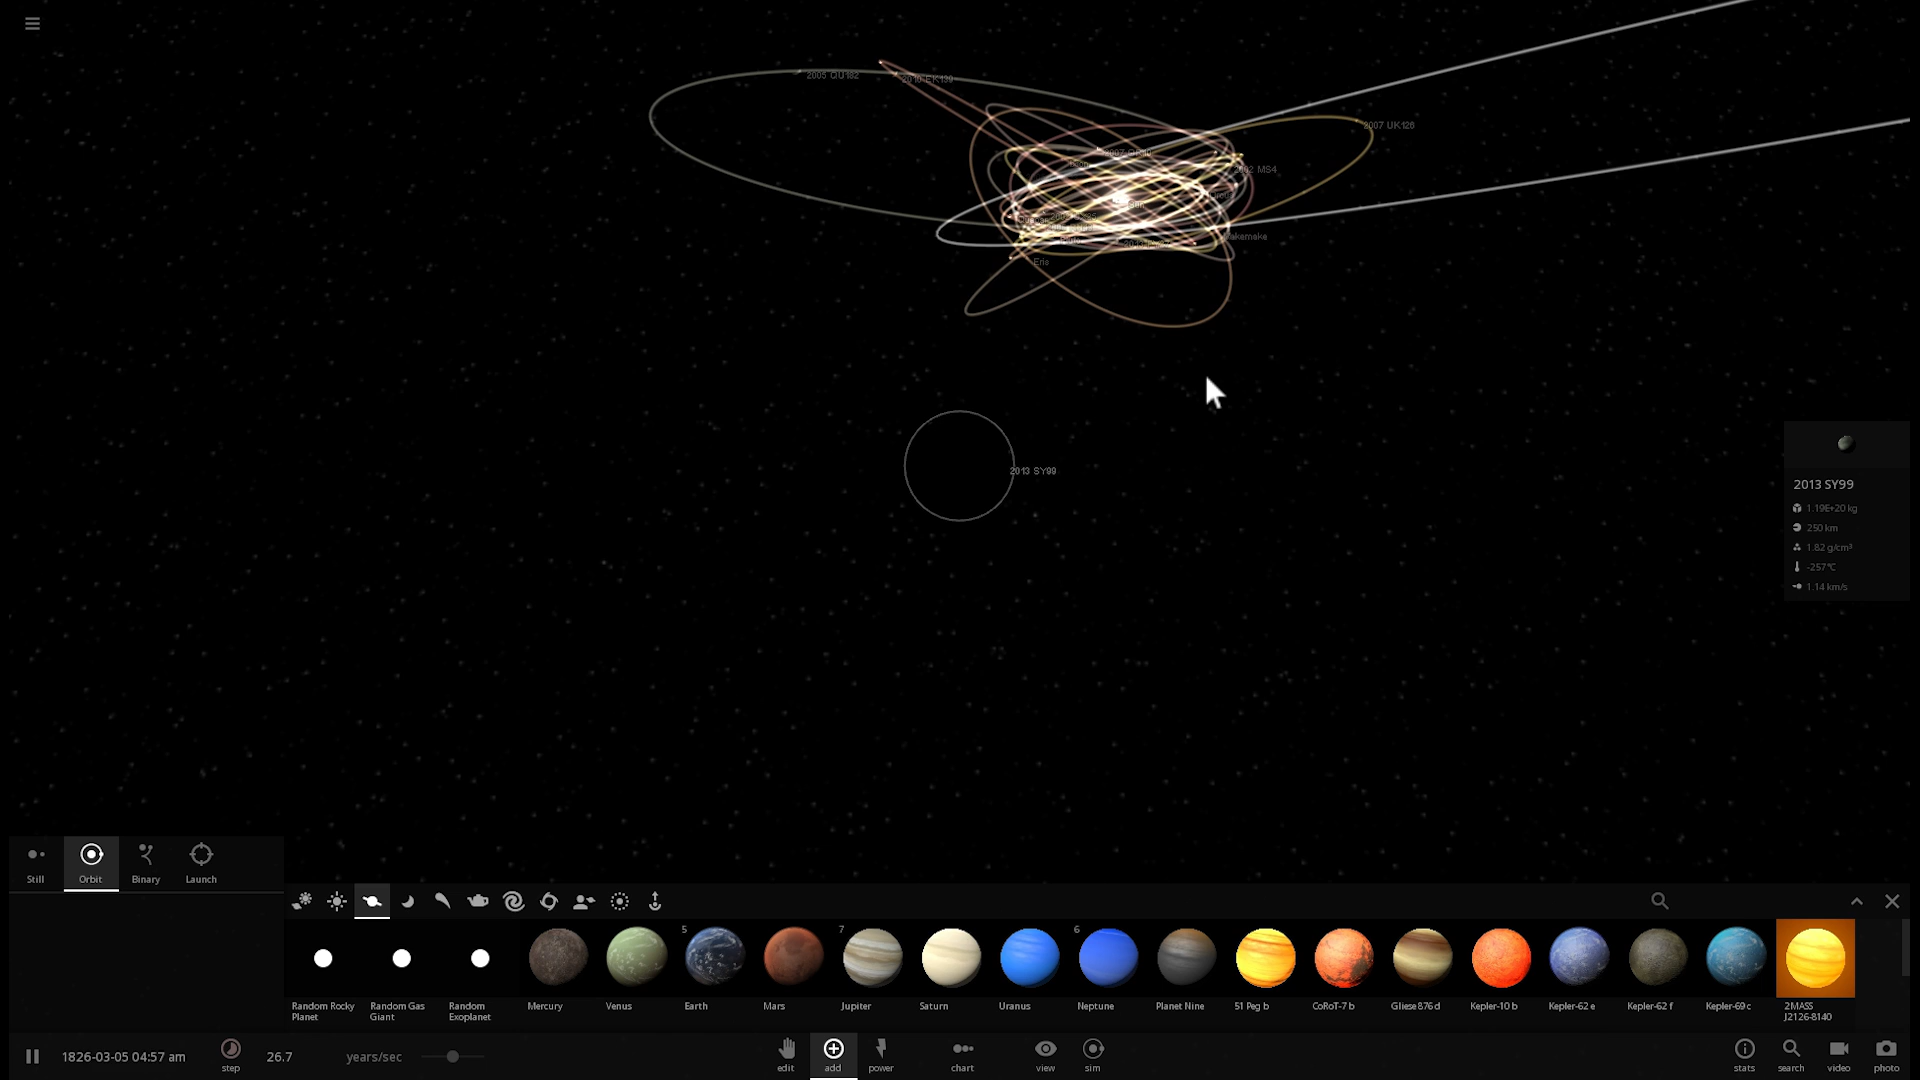 2005 QU182
2010 EK139
2007 UK126
2002 MS4
Makemake
Eris
2013 SY99
2013 SY99
1.19E+20 kg
250 km
1.82 g/cm³
-257°C
1.14 km/s
Still
Orbit
Binary
Launch
5
7
6
Random Rocky
Planet
Random Gas
Giant
Random
Exoplanet
Mercury
Venus
Earth
Mars
Jupiter
Saturn
Uranus
Neptune
Planet Nine
51 Peg b
CoRoT-7 b
Gliese 876 d
Kepler-10 b
Kepler-62 e
Kepler-62 f
Kepler-69 c
2MASS
J2126-8140
1826-03-05 04:57 am
step
26.7
years/sec
edit
add
power
chart
view
sim
stats
search
video
photo